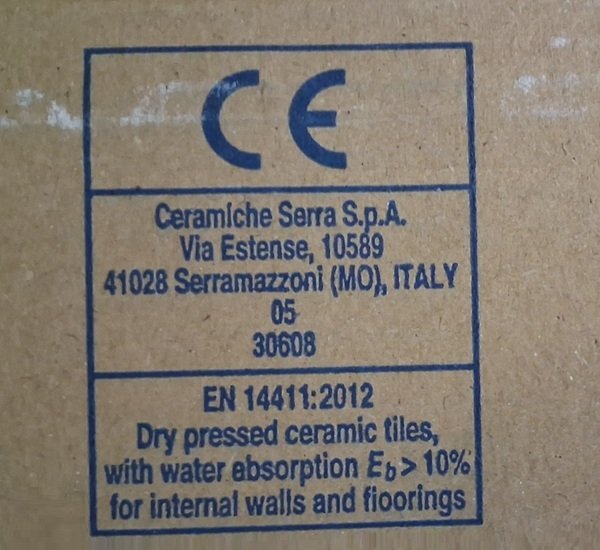 CE
Ceramiche Serra S.p.A.
Via Estense, 10589
41028 Serramazzoni (MO), ITALY
05
30608
EN 14411:2012
Dry pressed ceramic tiles,
with water absorption Eb > 10%
for internal walls and fioorings